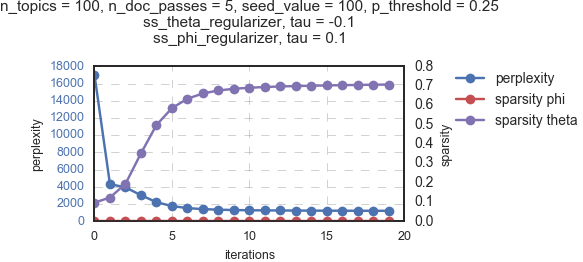 n_topics = 100, n_doc_passes = 5, seed_value = 100, p_threshold = 0.25
ss_theta_regularizer, tau = -0.1
ss_phi_regularizer, tau = 0.1
18000
16000
14000
12000
10000
8000
6000
4000
2000
0
perplexity
0
5
10
15
20
iterations
0.8
0.7
0.6
0.5
0.4
0.3
0.2
0.1
0.0
sparsity
perplexity
sparsity phi
sparsity theta